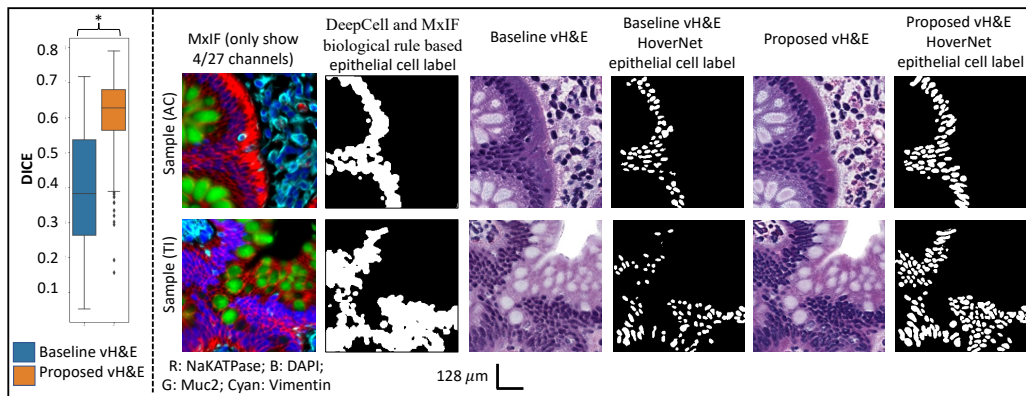 *
0.8
0.7
0.6
0.5
0.4
0.3
0.2
0.1
DICE
Baseline vH&E
Proposed vH&E
MxIF (only show
4/27 channels)
DeepCell and MxIF
biological rule based
epithelial cell label
Baseline vH&E
Baseline vH&E
HoverNet
epithelial cell label
Proposed vH&E
Proposed vH&E
HoverNet
epithelial cell label
Sample (AC)
Sample (TI)
R: NaKATPase; B: DAPI;
G: Muc2; Cyan: Vimentin
128 μm